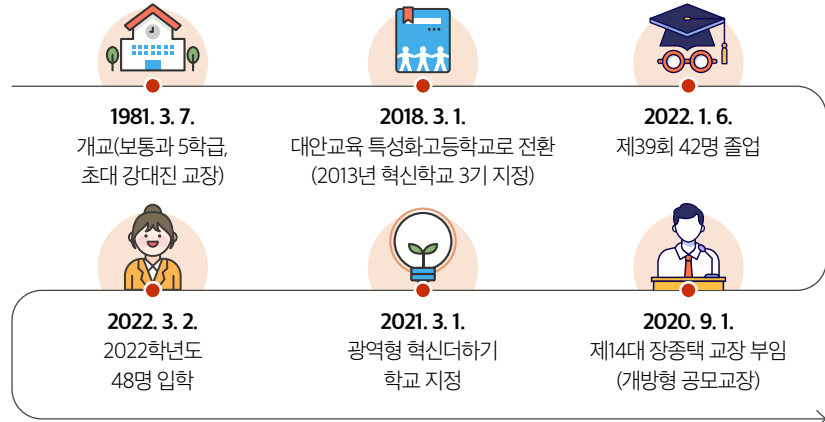 1981. 3. 7.
개교(보통과 5학급,
초대 강대진 교장)
2018. 3. 1.
대안교육 특성화고등학교로 전환
(2013년 혁신학교 3기 지정)
2022. 1. 6.
제39회 42명 졸업
2020. 9. 1.
제14대 장종택 교장 부임
(개방형 공모교장)
2021. 3. 1.
광역형 혁신더하기
학교 지정
2022. 3. 2.
2022학년도
48명 입학